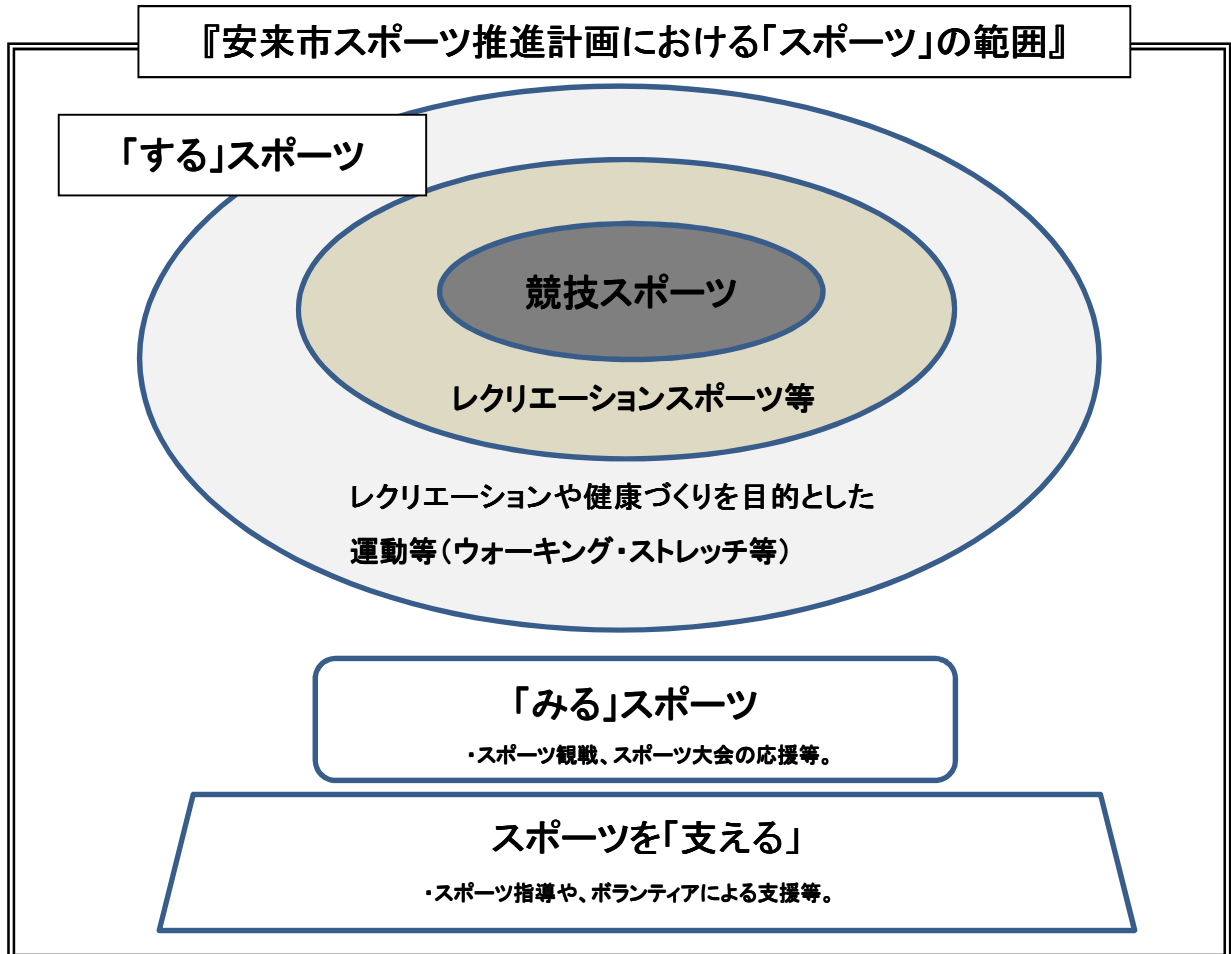 『安来市スポーツ推進計画における「スポーツ」の範囲』
「する」スポーツ
競技スポーツ
レクリエーションスポーツ等
レクリエーションや健康づくりを目的とした
運動等(ウォーキング・ストレッチ等)
「みる」スポーツ
・スポーツ観戦、スポーツ大会の応援等。
スポーツを「支える」
・スポーツ指導や、ボランティアによる支援等。